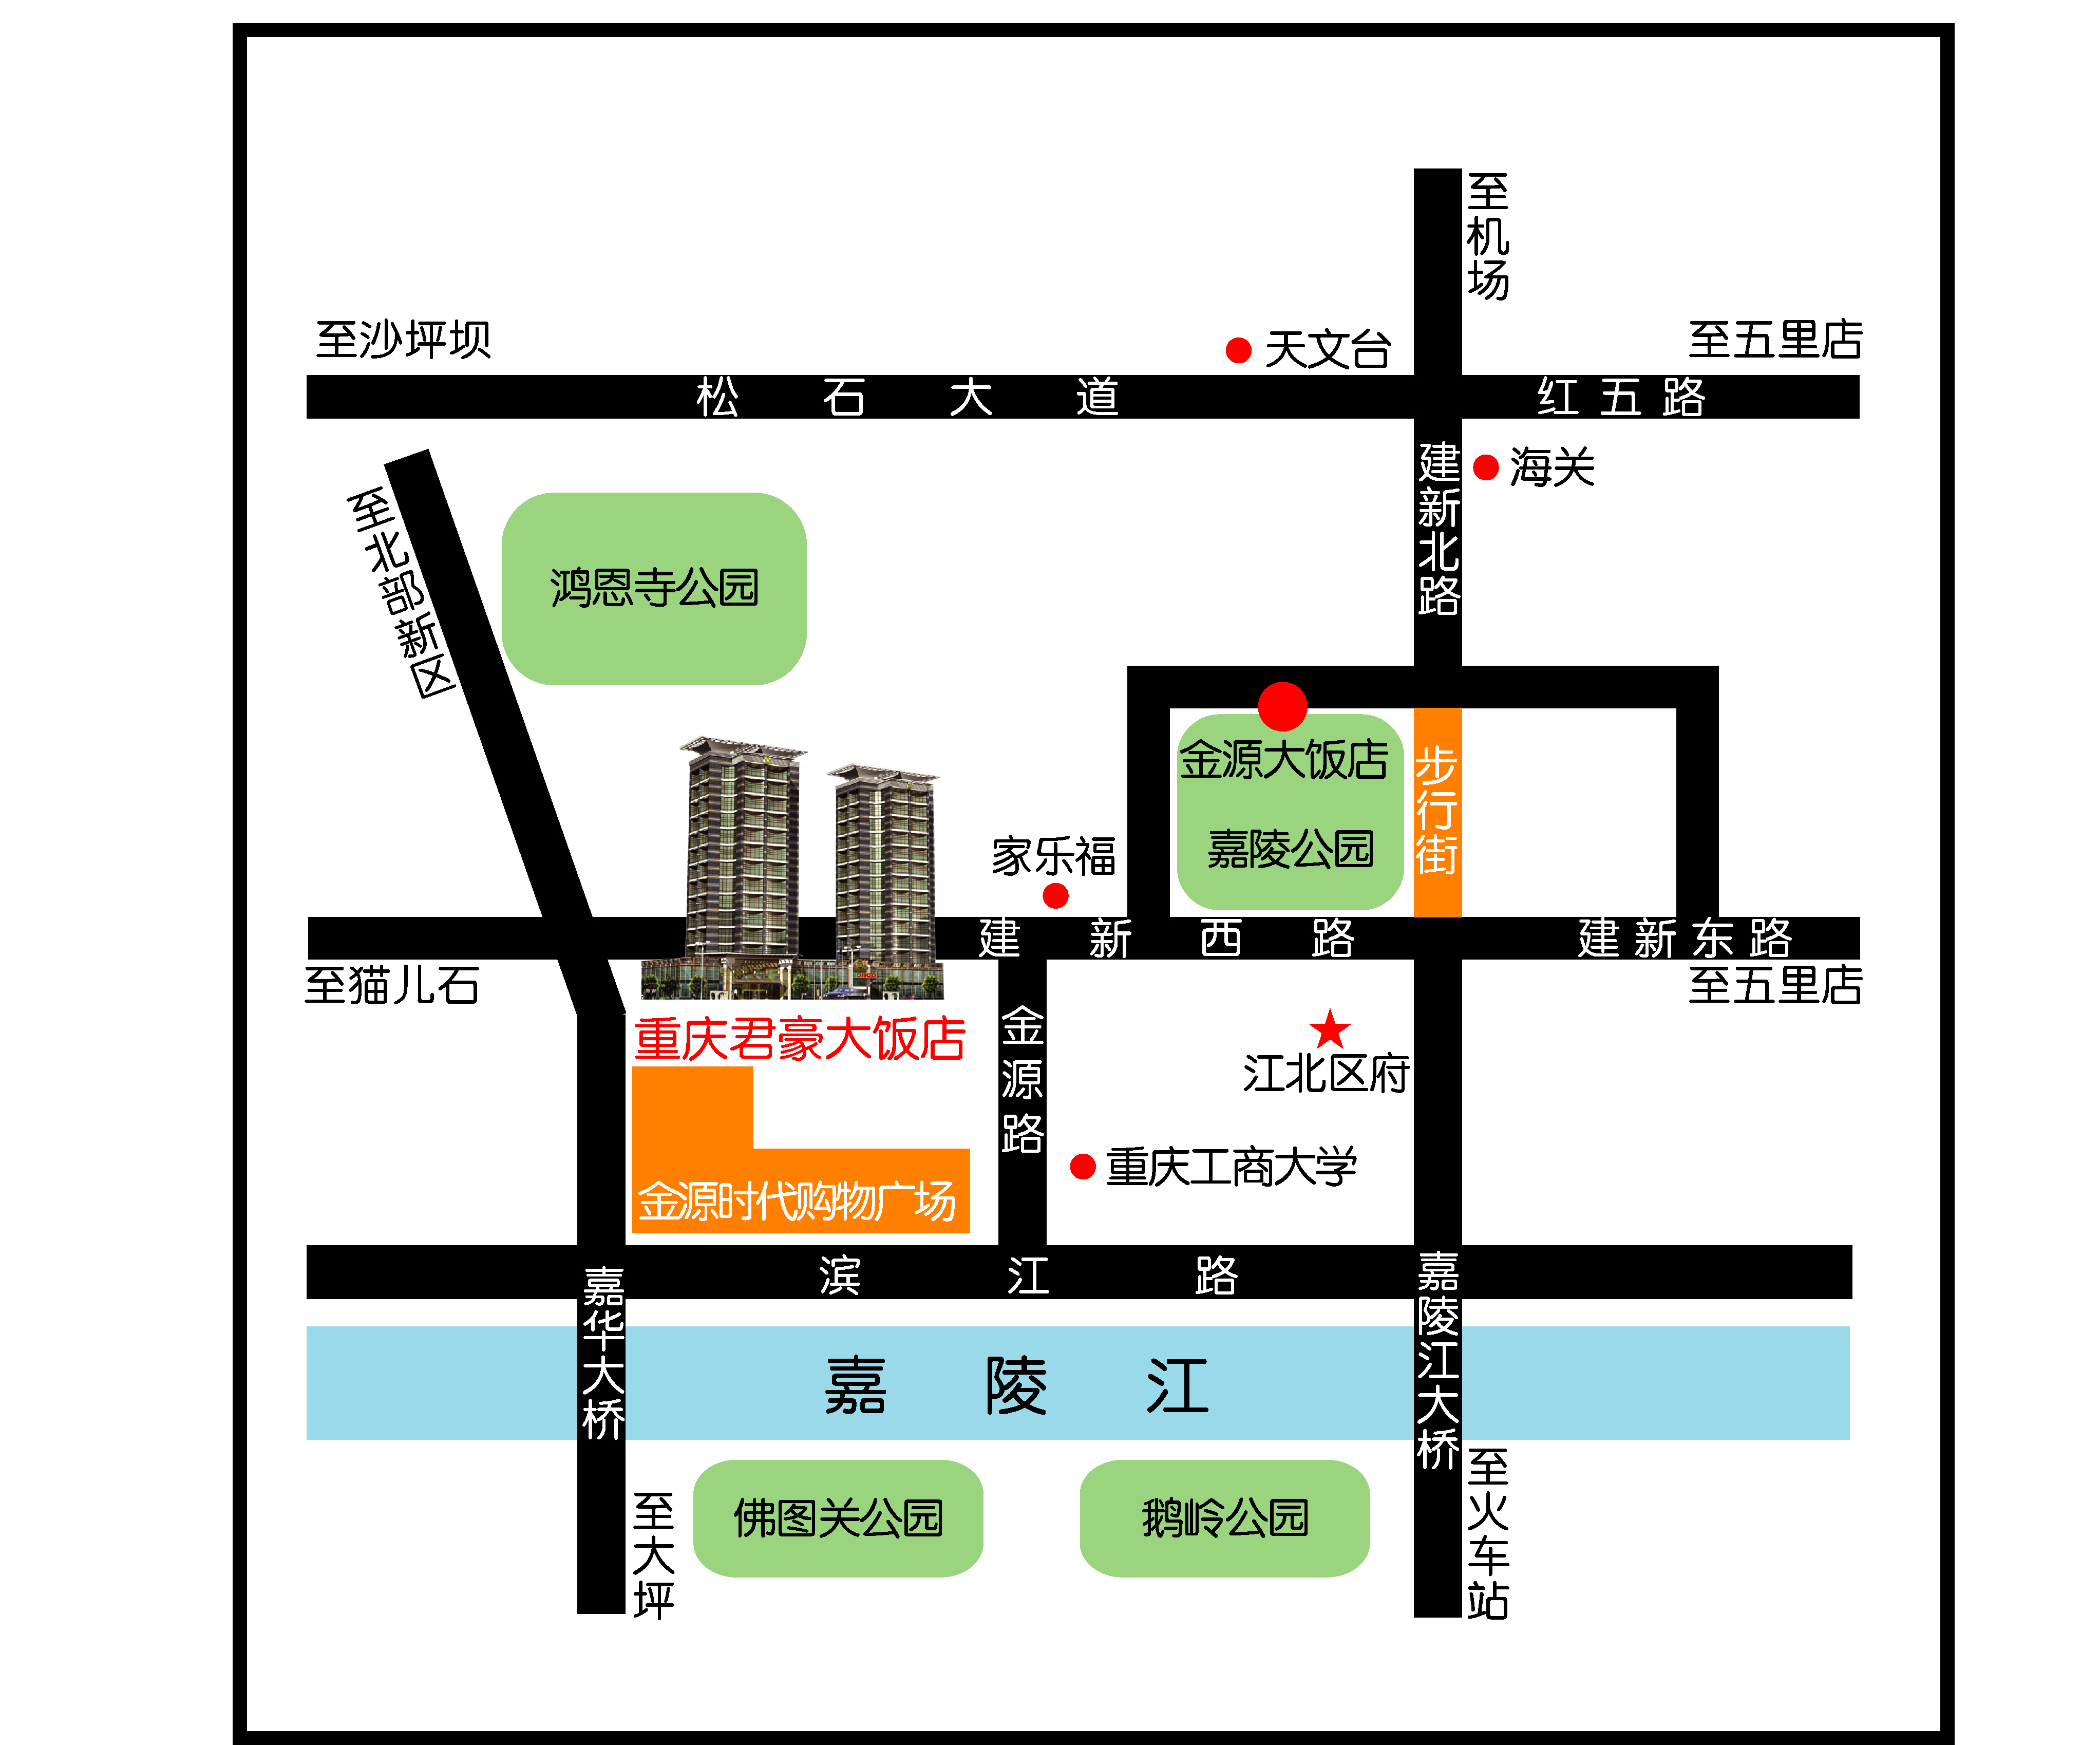 至机场
至沙坪坝
天文台
至五里店
松石大道
红五路
建新北路
海关
至北部新区
鸿恩寺公园
金源大饭店
嘉陵公园
步行街
家乐福
建新西路
建新东路
至猫儿石
至五里店
重庆君豪大饭店
金源路
江北区府
重庆工商大学
金源时代购物广场
滨江路
嘉华大桥
嘉陵江大桥
嘉陵江
佛图关公园
鹅岭公园
至大坪
至火车站